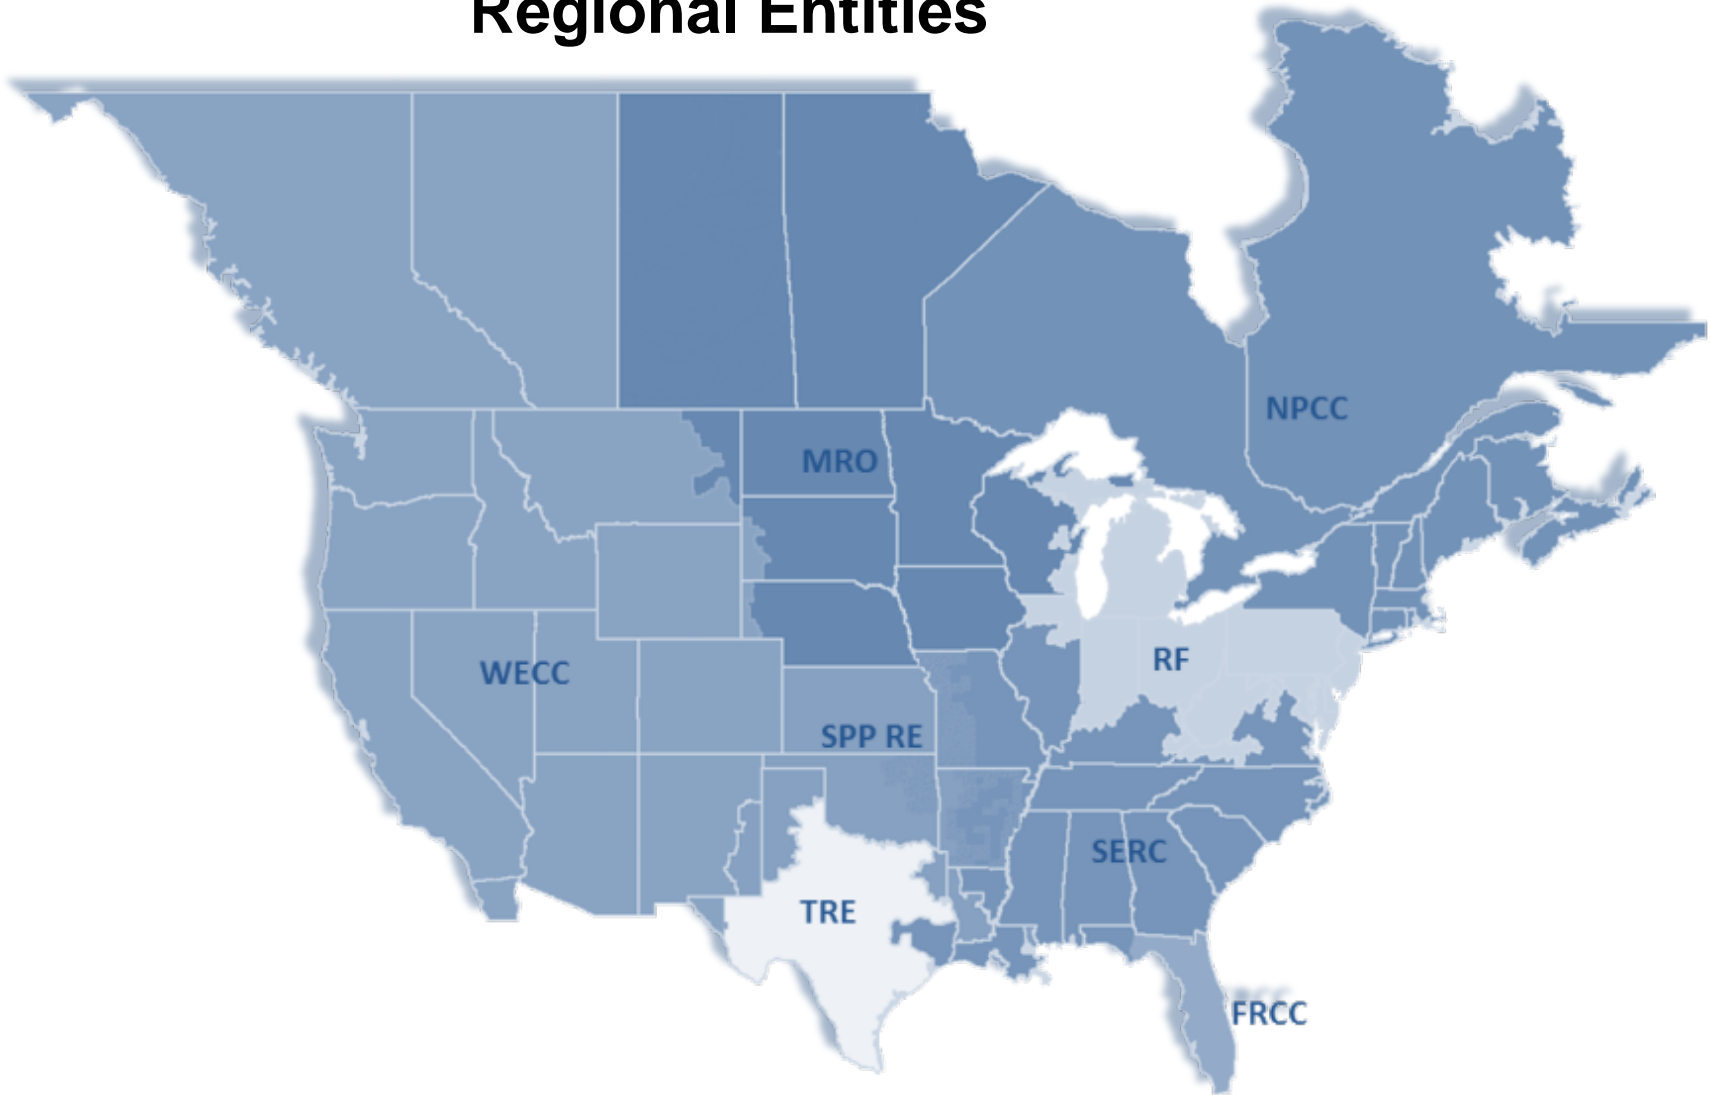 Regional Entities
NPCC
MRO
RF
WECC
SPP RE
SERC
TRE
FRCC